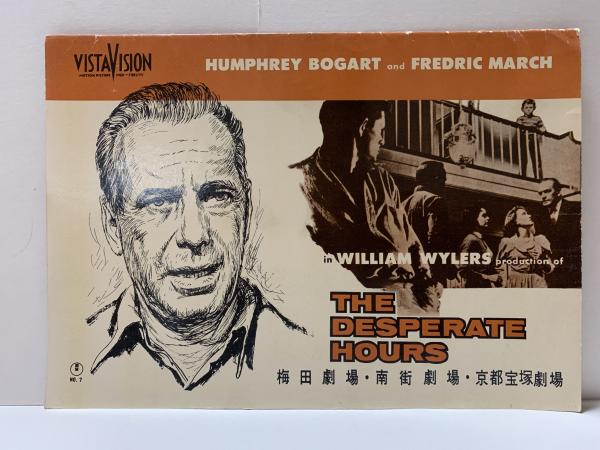 VISTAVISION
MOTION PICTURE HIGH-FIDELITY
HUMPHREY BOGART and FREDRIC MARCH
in WILLIAM WYLERS production of
THE
DESPERATE
HOURS
梅田劇場・南街劇場・京都宝塚劇場
NO. 7